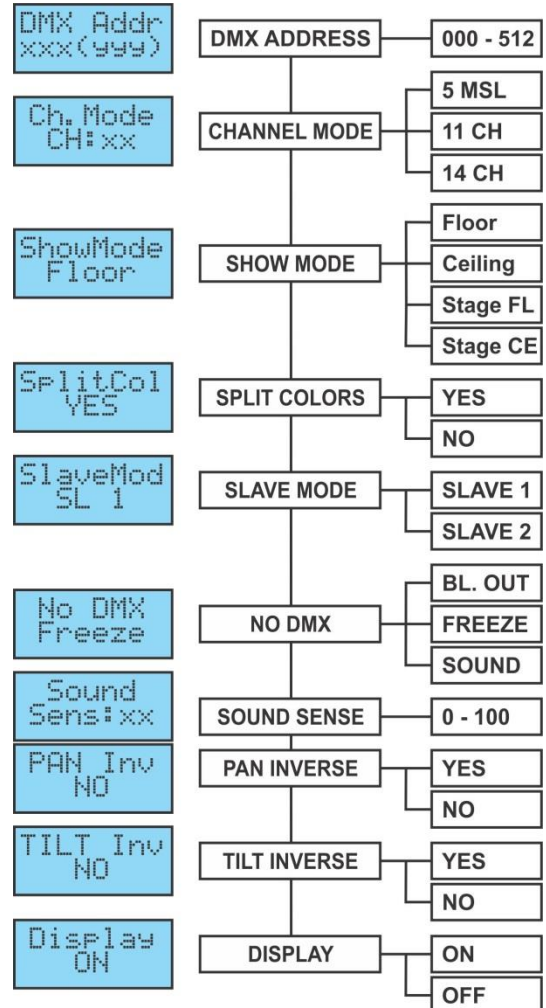 DMX Addr
xxx(yyy)
DMX ADDRESS
000 - 512
Ch. Mode
CH:xx
CHANNEL MODE
5 MSL
11 CH
14 CH
ShowMode
Floor
SHOW MODE
Floor
Ceiling
Stage FL
Stage CE
SplitCol
YES
SPLIT COLORS
YES
NO
SlaveMod
SL 1
SLAVE MODE
SLAVE 1
SLAVE 2
No DMX
Freeze
NO DMX
BL. OUT
FREEZE
SOUND
Sound
Sens:xx
SOUND SENSE
0 - 100
PAN Inv
NO
PAN INVERSE
YES
NO
TILT Inv
NO
TILT INVERSE
YES
NO
Display
ON
DISPLAY
ON
OFF